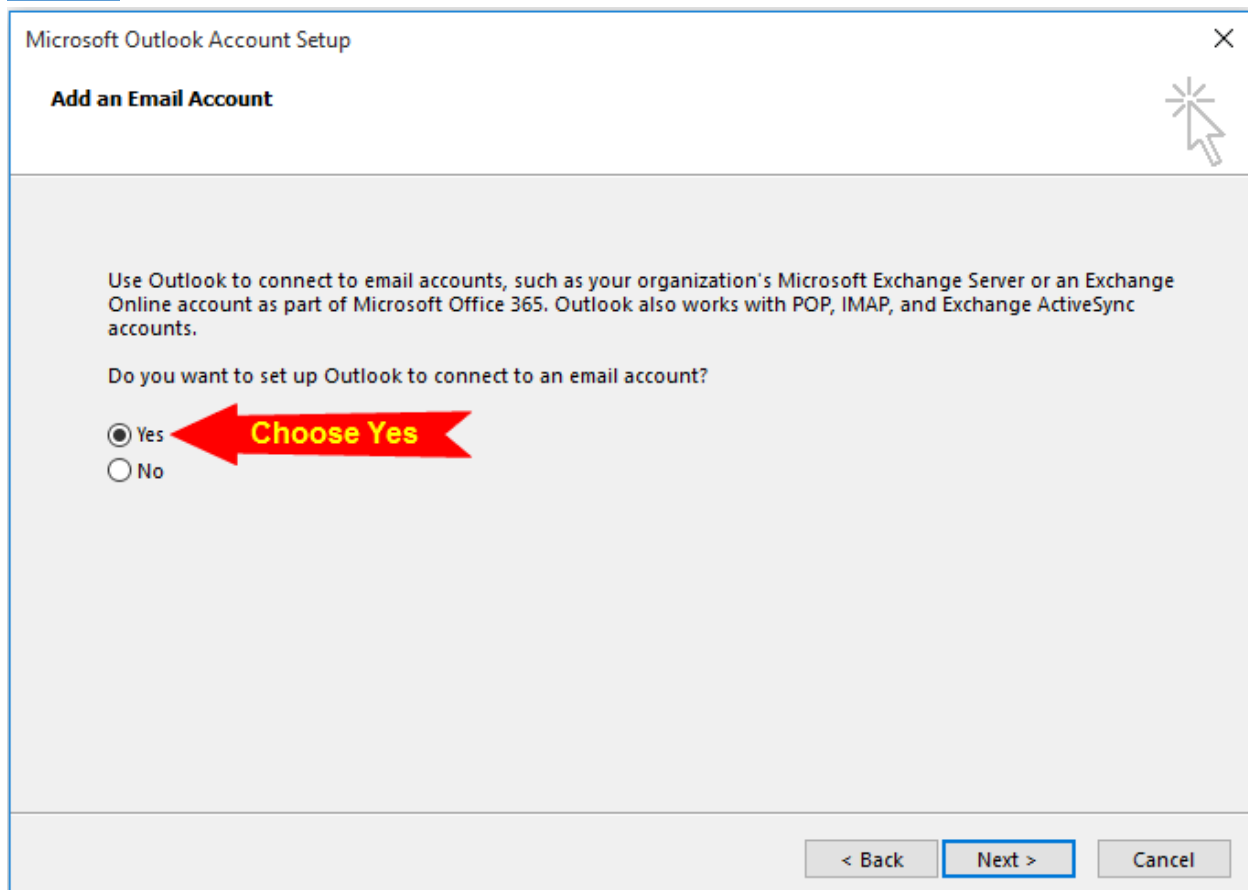 Microsoft Outlook Account Setup
Add an Email Account
Use Outlook to connect to email accounts, such as your organization's Microsoft Exchange Server or an Exchange
Online account as part of Microsoft Office 365. Outlook also works with POP, IMAP, and Exchange ActiveSync
accounts.
Do you want to set up Outlook to connect to an email account?
Yes
Choose Yes
No
< Back
Next >
Cancel